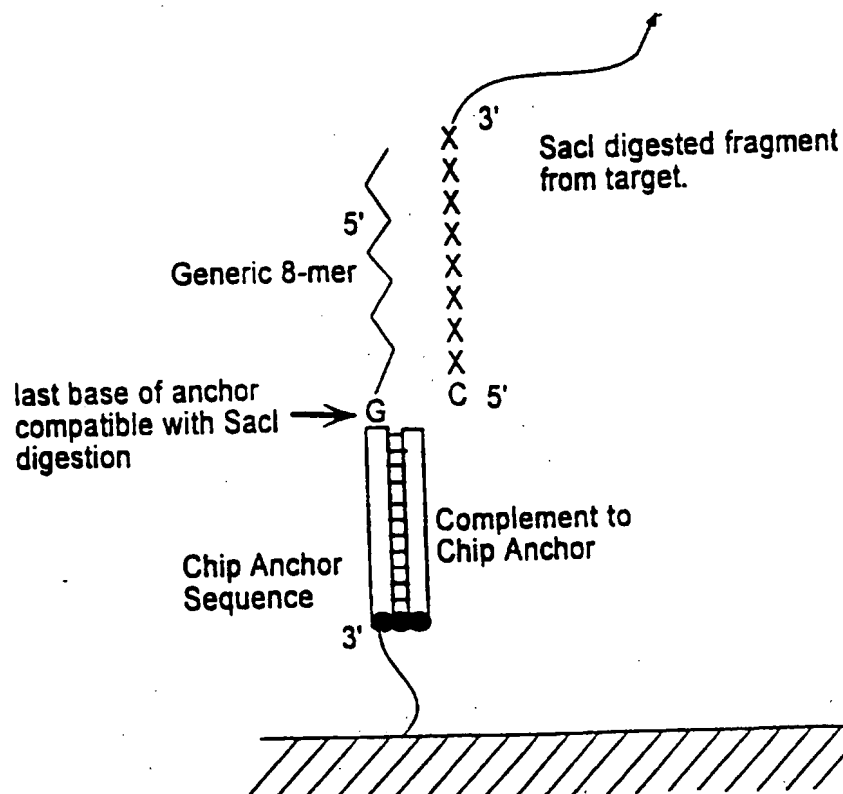 3'
X
SacI digested fragment
X
from target.
X
5'
X
X
Generic 8-mer
X
X
X
last base of anchor
C 5'
compatible with SacI
G
digestion
Complement to
Chip Anchor
Chip Anchor
Sequence
3'